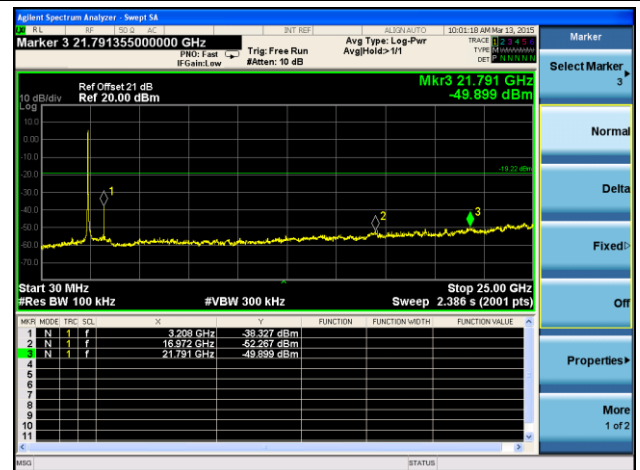 Agilent Spectrum Analyzer - Swept SA
RL RF 50 Ω AC INT REF ALIGNAUTO 10:01:18 AM Mar 13, 2015
Marker 3 21.791355000000 GHz
PNO: Fast
IFGain:Low
Trig: Free Run
#Atten: 10 dB
Avg Type: Log-Pwr
Avg|Hold:>1/1
TRACE 1 2 3 4 5 6
TYPE M
DET P N N N N N
Marker
Select Marker
3
Normal
Delta
Fixed
Off
Properties
More
1 of 2
Ref Offset 21 dB
Ref 20.00 dBm
10 dB/div
Log
Mkr3 21.791 GHz
-49.899 dBm
10.0
0.00
-10.0
-20.0
-30.0
-40.0
-50.0
-60.0
-70.0
-19.22 dBm
1
2
3
Start 30 MHz
Stop 25.00 GHz
#Res BW 100 kHz
#VBW 300 kHz
Sweep 2.386 s (2001 pts)
MKR MODE TRC SCL X Y FUNCTION FUNCTION WIDTH FUNCTION VALUE
1 N 1 f 3.208 GHz -38.327 dBm
2 N 1 f 16.972 GHz -52.267 dBm
3 N 1 f 21.791 GHz -49.899 dBm
4
5
6
7
8
9
10
11
MSG
STATUS